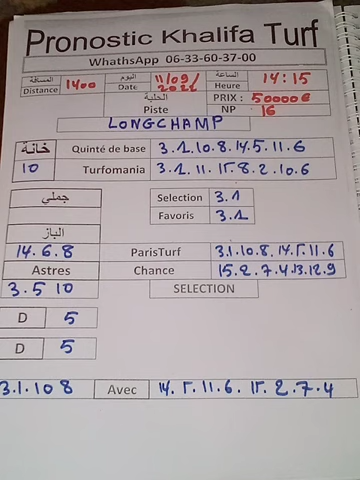 Pronostic Khalifa Turf
WhathsApp 06-33-60-37-00
المسافة Distance 1400 اليوم Date 11/09/2022 الساعة Heure 14:15
الحلبة Piste PRIX : 50000€
NP 16
LONGCHAMP
خانة Quinté de base 3.1.10.8.14.5.11.6
10 Turfomania 3.1.11.15.8.2.10.6
جملي Selection 3.1
Favoris 3.1
الباز
14.6.8 ParisTurf 3.1.10.8.14.5.11.6
Astres Chance 15.2.7.4.13.12.9
3.5 10 SELECTION
D 5
D 5
3.1.10 8 Avec 14.5.11.6.15.2.7.4